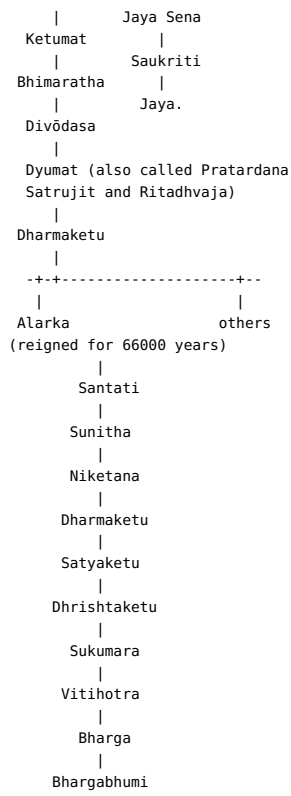 |       Jaya Sena
Ketumat        |
|        Saukriti
Bhimaratha      |
|         Jaya.
Divōdasa
|
Dyumat (also called Pratardana
Satrujit and Ritadhvaja)
|
Dharmaketu
|
-+-+--------------------+--
|                      |
Alarka                 others
(reigned for 66000 years)
|
Santati
|
Sunitha
|
Niketana
|
Dharmaketu
|
Satyaketu
|
Dhrishtaketu
|
Sukumara
|
Vitihotra
|
Bharga
|
Bhargabhumi